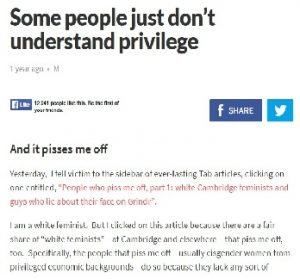 Some people just don't
understand privilege
1 year ago • M
Like 12,001 people like this. Be the first of
your friends.
f SHARE
And it pisses me off
Yesterday, I fell victim to the sidebar of ever-lasting Tab articles, clicking
on one entitled, "People who piss me off, part 1: white Cambridge feminists and
guys who lie about their face on Grindr".
I am a white feminist. But I clicked on this article because there are a fair
share of "white feminists" – at Cambridge and elsewhere – that piss me off,
too. Specifically, the people that piss me off – usually cisgender women from
privileged economic backgrounds – do so because they lack any sort of